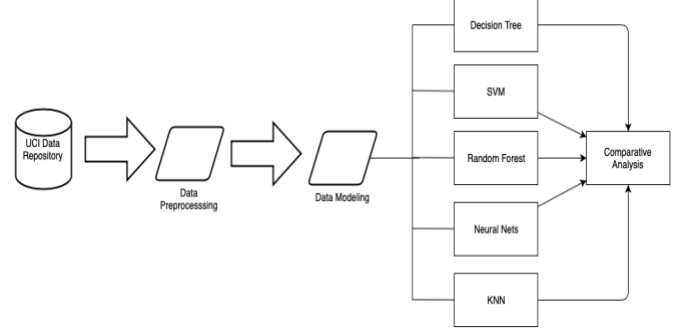 UCI Data
Repository
Data
Preprocesssing
Data Modeling
Decision Tree
SVM
Random Forest
Neural Nets
KNN
Comparative
Analysis